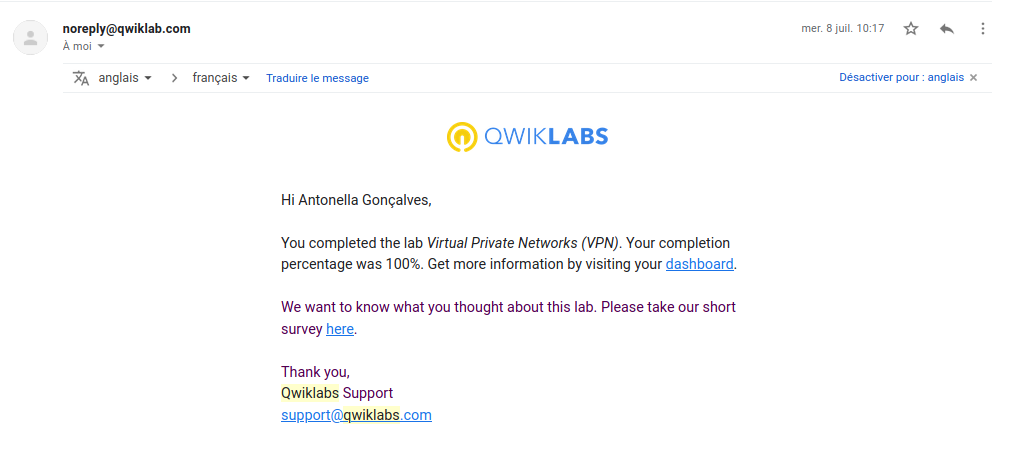 noreply@qwiklab.com
mer. 8 juil. 10:17
À moi
anglais
français
Traduire le message
Désactiver pour : anglais
QWIKLABS
Hi Antonella Gonçalves,
You completed the lab Virtual Private Networks (VPN). Your completion
percentage was 100%. Get more information by visiting your dashboard.
We want to know what you thought about this lab. Please take our short
survey here.
Thank you,
Qwiklabs Support
support@qwiklabs.com